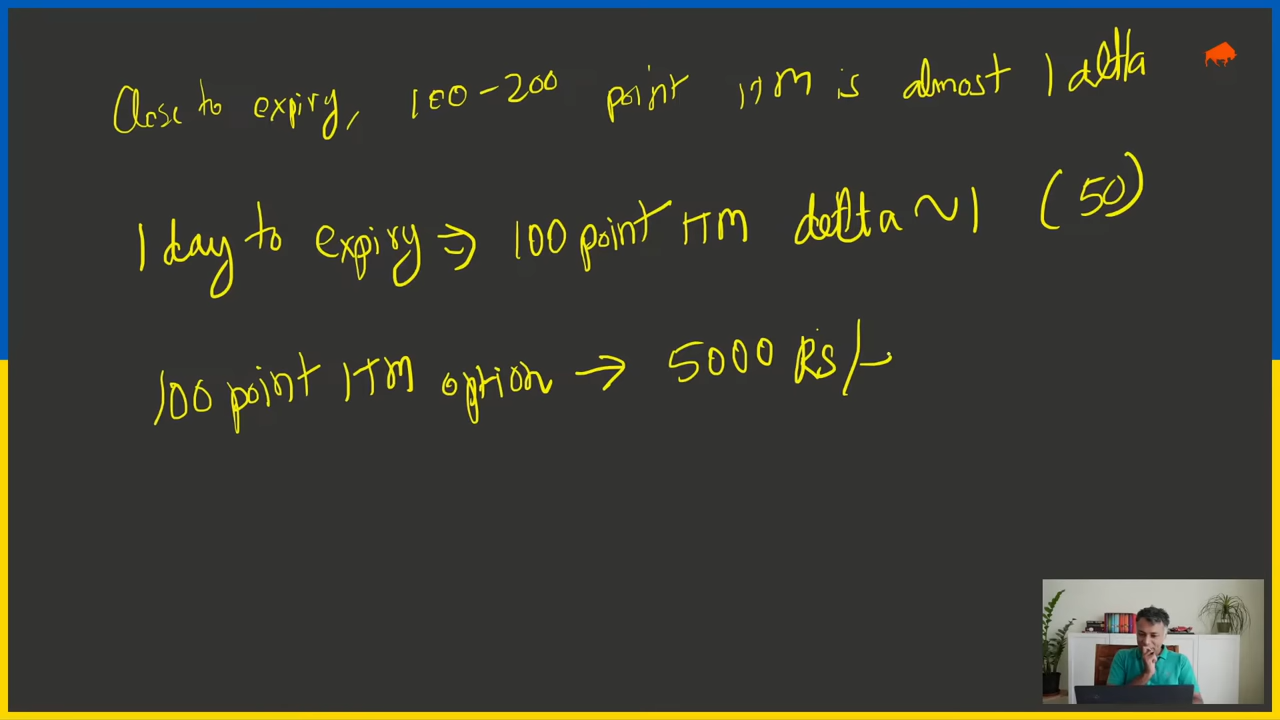 Close to expiry, 100-200 point ITM is almost 1 delta
1 day to expiry => 100 point ITM delta ~ 1 (50)
100 point ITM option → 5000 Rs/-